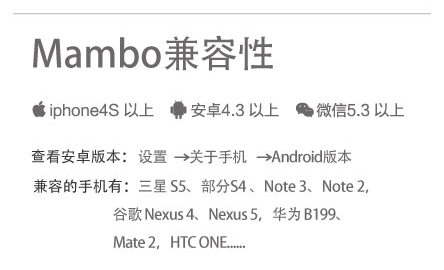 Mambo兼容性
iphone4S 以上 安卓4.3 以上 微信5.3 以上
查看安卓版本：设置 →关于手机 →Android版本
兼容的手机有：三星 S5、部分S4 、Note 3、Note 2，
谷歌 Nexus 4、Nexus 5，华为 B199、
Mate 2，HTC ONE......